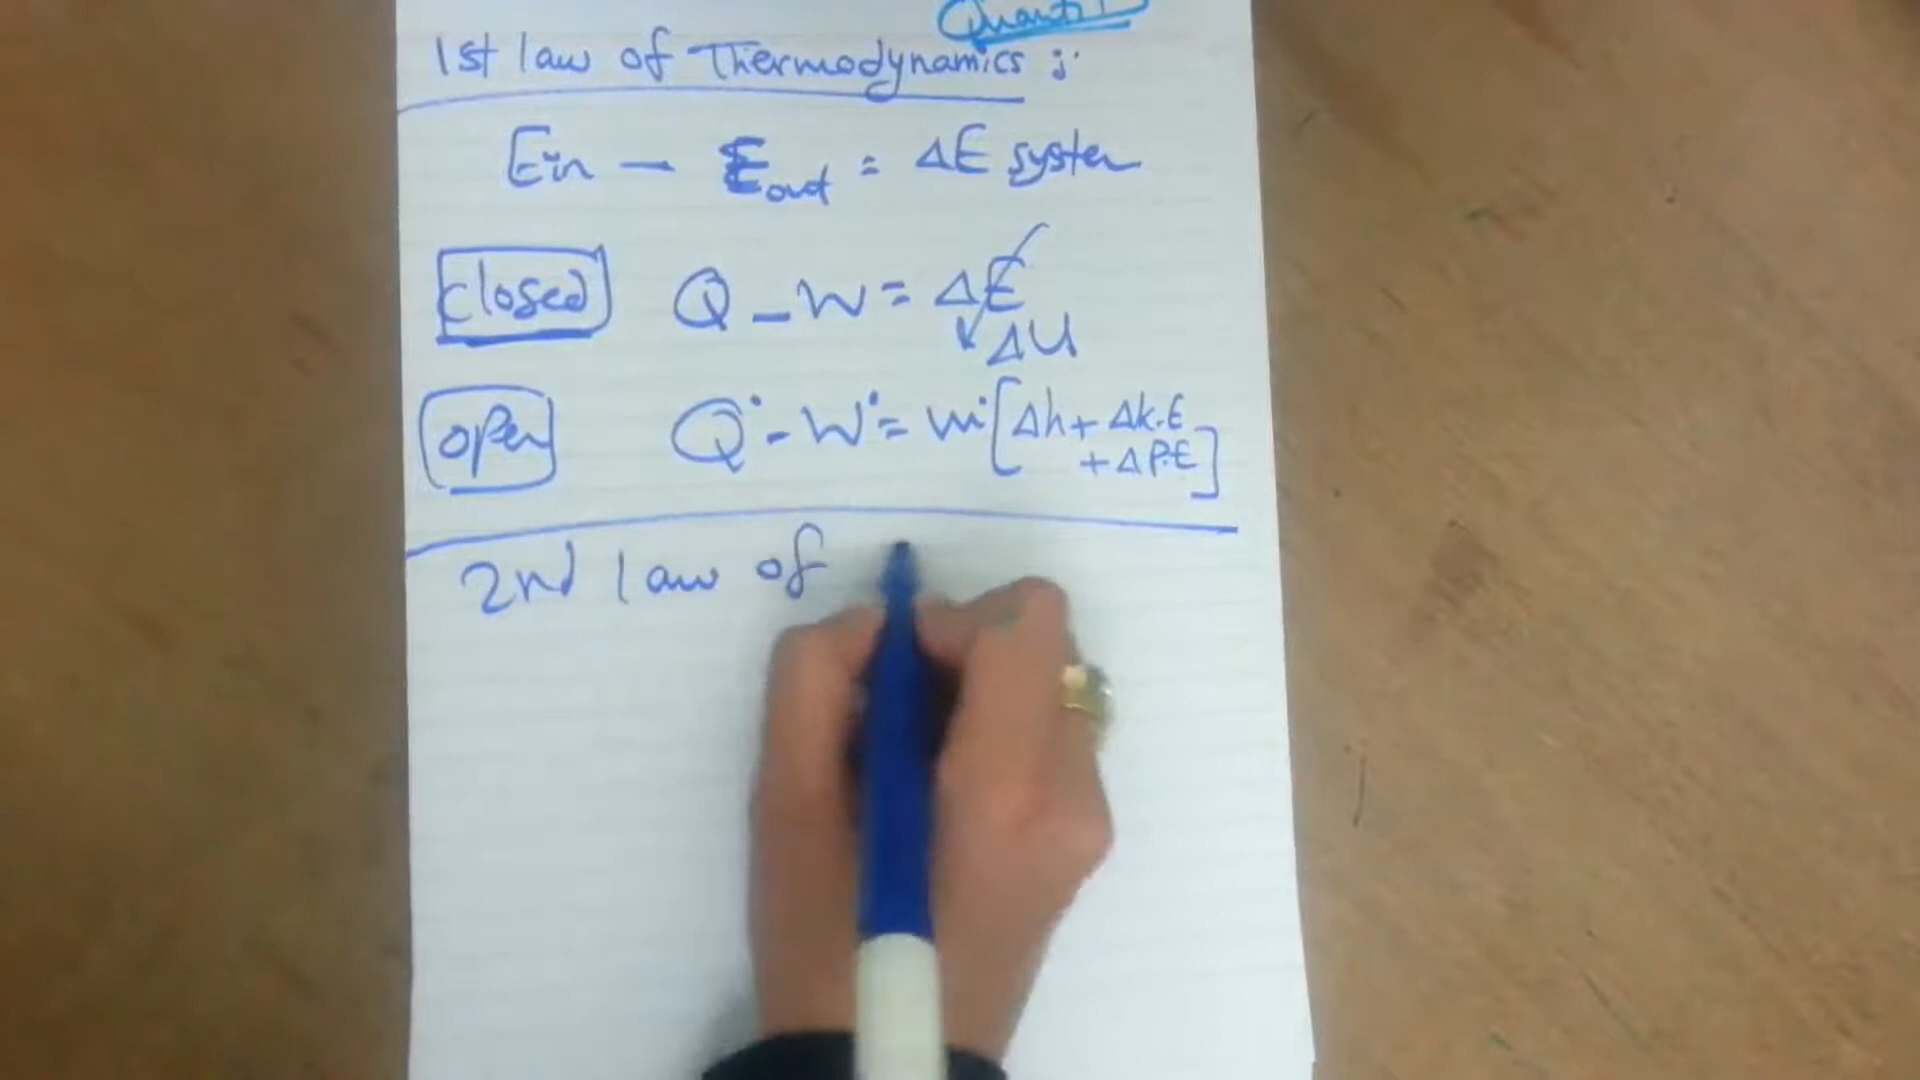 1st law of Thermodynamics :
Ein - Eout = ΔE system
closed Q - W = ΔE
ΔU
open Q̇ - Ẇ = ṁ [Δh + Δk.E
+ ΔP.E]
2nd law of